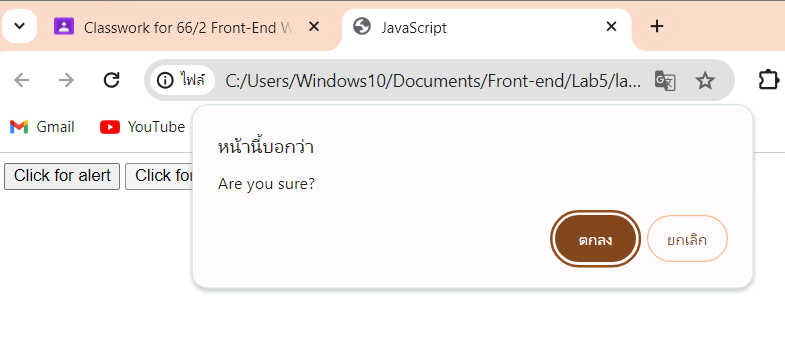 Classwork for 66/2 Front-End W
JavaScript
ไฟล์ C:/Users/Windows10/Documents/Front-end/Lab5/la...
Gmail
YouTube
หน้านี้บอกว่า
Are you sure?
Click for alert
Click for
ตกลง
ยกเลิก